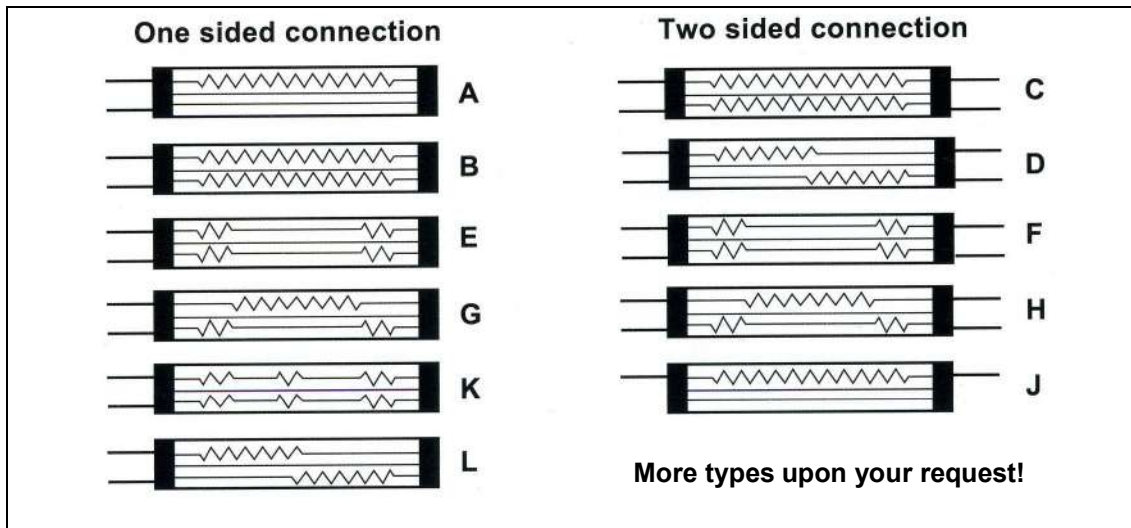 One sided connection
A
B
E
G
K
L
Two sided connection
C
D
F
H
J
More types upon your request!